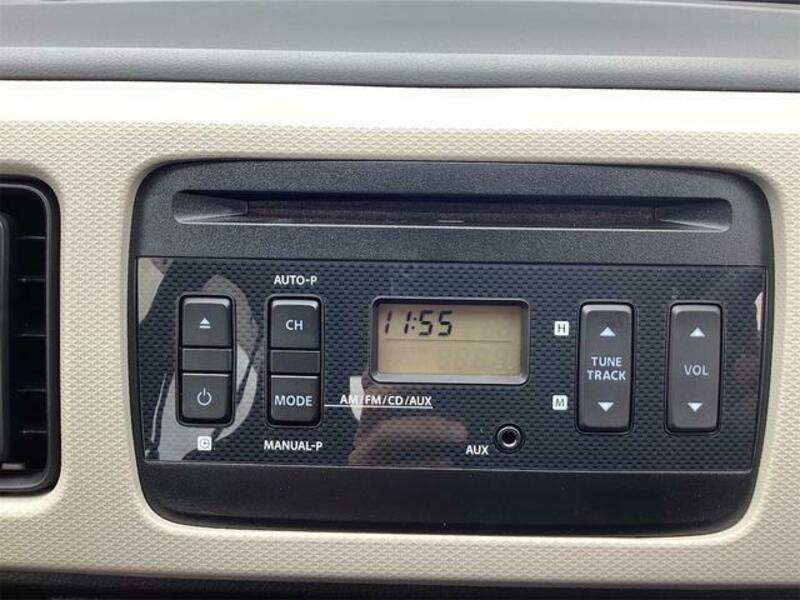 AUTO-P
CH
11:55
H
TUNE
TRACK
VOL
MODE
AM/FM/CD/AUX
M
MANUAL-P
AUX